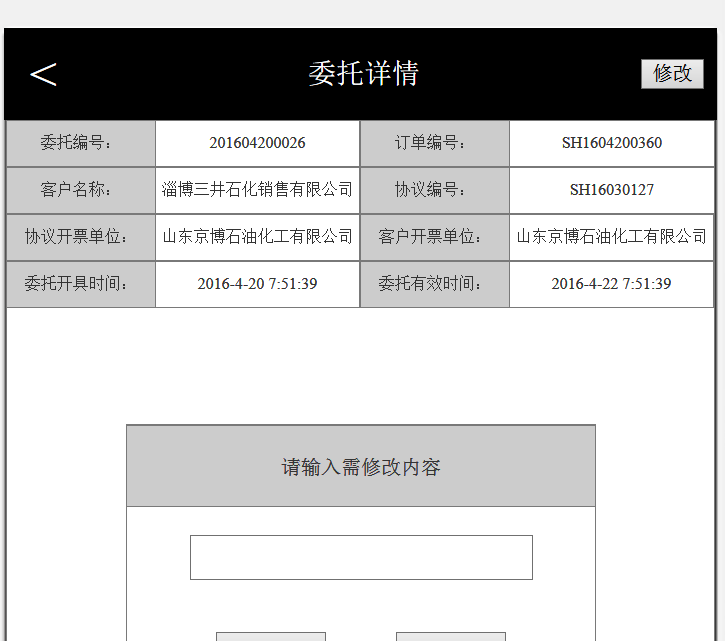 <
委托详情
修改
委托编号： 201604200026 订单编号： SH1604200360
客户名称： 淄博三井石化销售有限公司 协议编号： SH16030127
协议开票单位： 山东京博石油化工有限公司 客户开票单位： 山东京博石油化工有限公司
委托开具时间： 2016-4-20 7:51:39 委托有效时间： 2016-4-22 7:51:39
请输入需修改内容